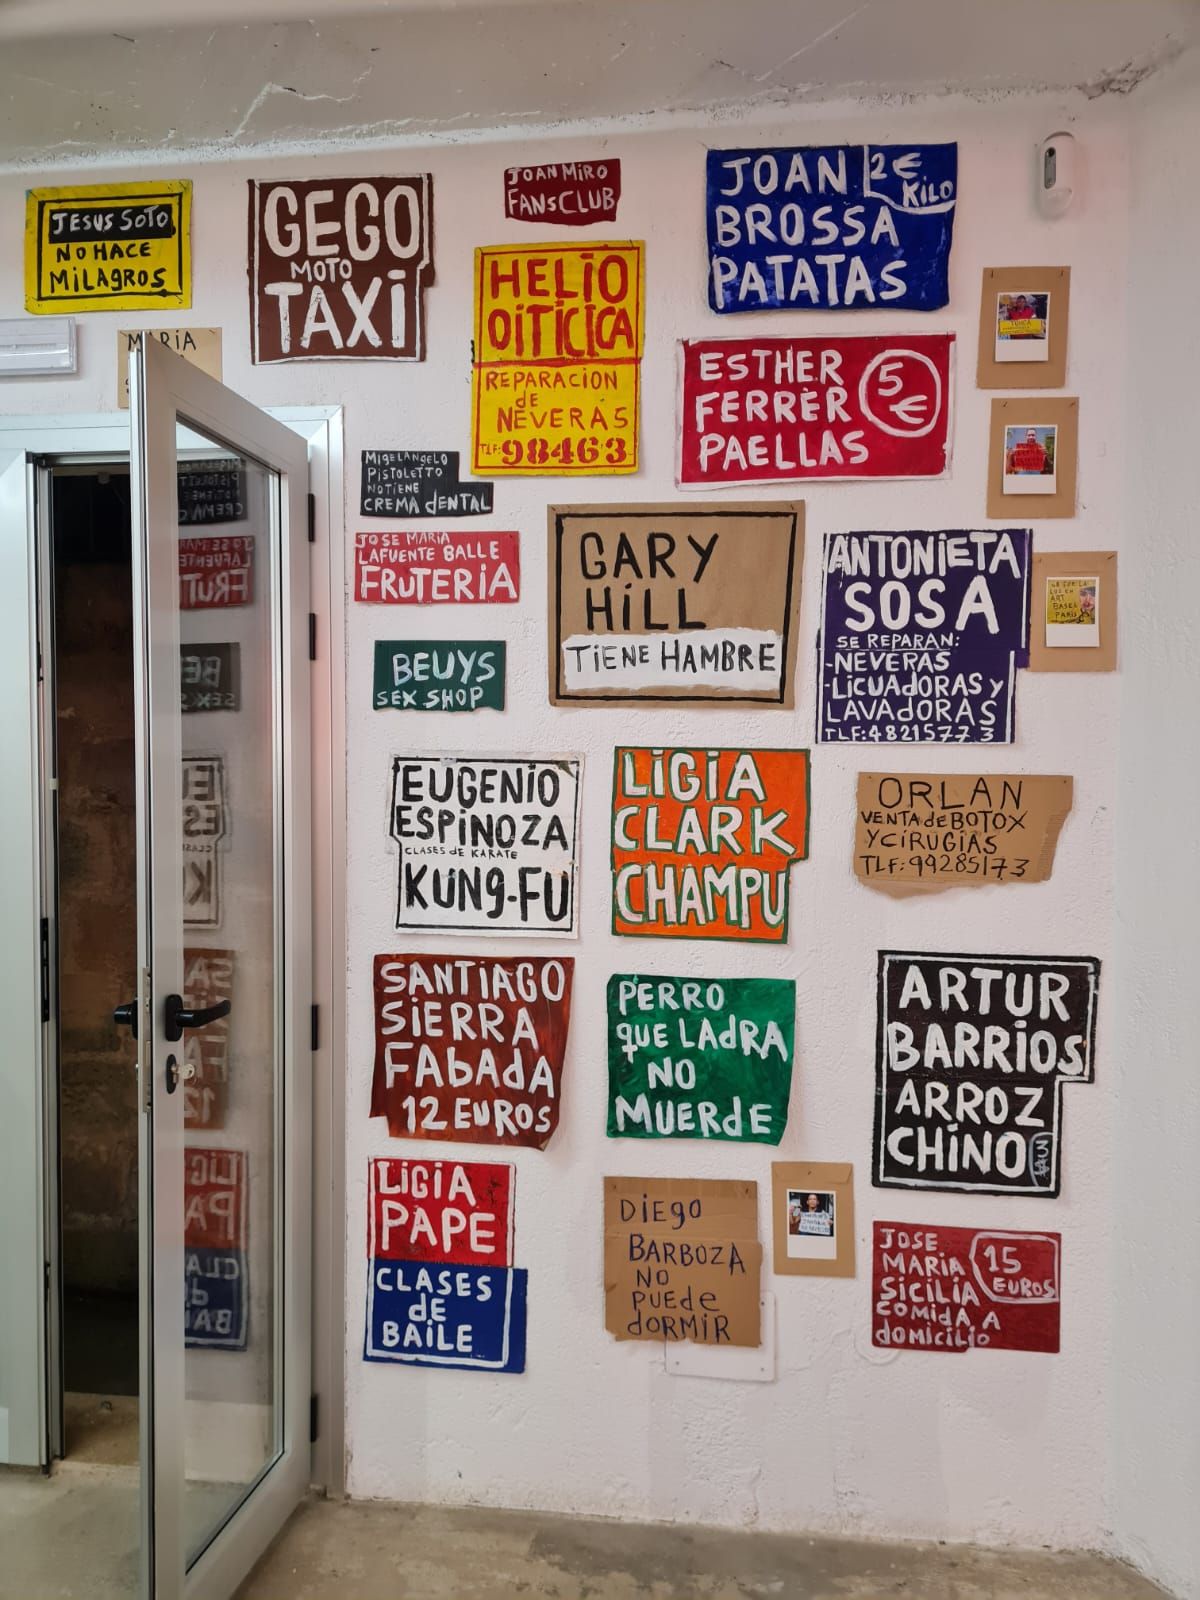 JESUS SOTO
NO HACE
MILAGROS
GEGO
MOTO
TAXI
JOAN MIRO
FANS CLUB
JOAN
2€
KILO
BROSSA
PATATAS
MARIA
HELIO
OITICICA
REPARACION
de
NEVERAS
TLF: 98463
ESTHER
FERRÈR
PAELLAS
5
€
MIGELANGELO
PISTOLETTO
NOTIENE
CREMA dENTAL
JOSE MARIA
LAFUENTE BALLE
FRUTERIA
GARY
HiLL
TIENE HAMBRE
ANTONiETA
SOSA
SE REPARAN:
-NEVERAS
-LICUAdORAS Y
LAVAdORAS
TLF:48215773
BEUYS
SEX SHOP
EUGENIO
ESPiNOZA
CLASES de KARATE
KUNG-FU
LiGiA
CLARK
CHAMPU
ORLAN
VENTA de BOTOX
Y CIRUGIAS
TLF:99285173
SANTIAGO
SiERRA
FAbAdA
12 EUROS
PERRO
que LAdRA
NO
MUERdE
ARTUR
BARRiOS
ARROZ
CHINO
3$
LIGIA
PAPE
CLASES
de
BAILE
DIEGO
BARBOZA
NO
PUEdE
dORMIR
JOSE
MARIA
SICILIA
COMIDA A
domicilio
15
EUROS